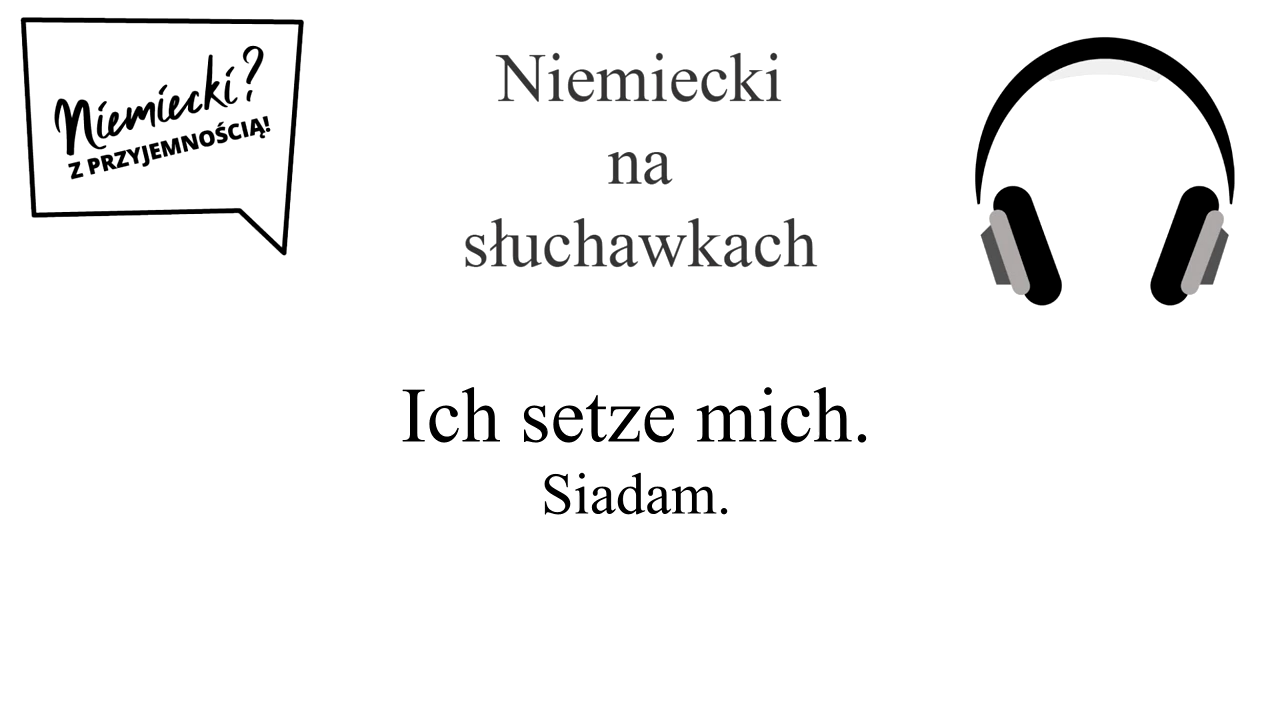 Niemiecki?
Z PRZYJEMNOŚCIĄ!
Niemiecki
na
słuchawkach
Ich setze mich.
Siadam.